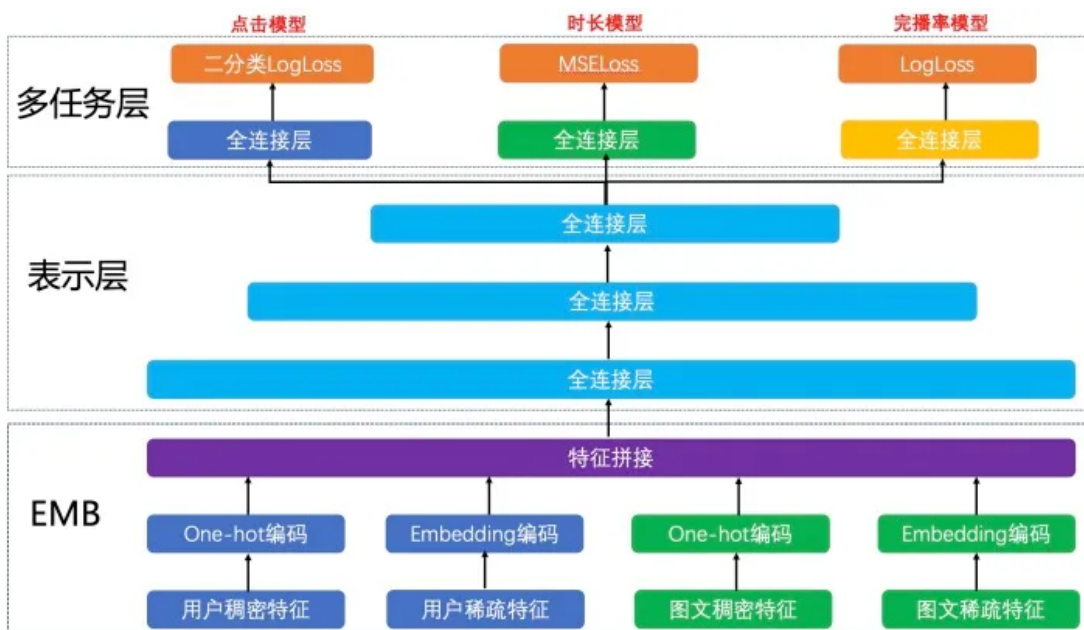 点击模型
时长模型
完播率模型
二分类LogLoss
MSELoss
LogLoss
多任务层
全连接层
全连接层
全连接层
全连接层
表示层
全连接层
全连接层
特征拼接
EMB
One-hot编码
Embedding编码
One-hot编码
Embedding编码
用户稠密特征
用户稀疏特征
图文稠密特征
图文稀疏特征